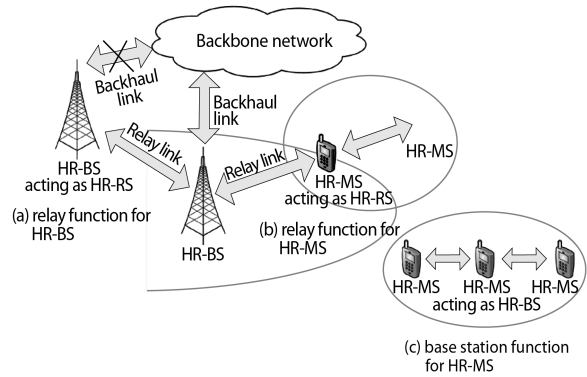 Backbone network
Backhaul
link
Backhaul
link
HR-BS
acting as HR-RS
Relay link
Relay link
HR-MS
HR-MS
acting as HR-RS
(a) relay function for
HR-BS
HR-BS
(b) relay function for
HR-MS
HR-MS
HR-MS
HR-MS
acting as HR-BS
(c) base station function
for HR-MS